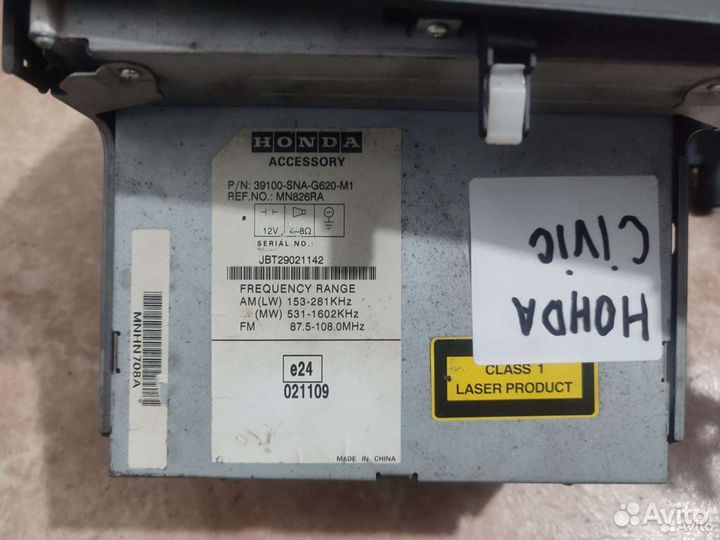 HONDA
ACCESSORY
P/N: 39100-SNA-G620-M1
REF.NO.: MN826RA
12V 4~8Ω
SERIAL NO.:
JBT29021142
FREQUENCY RANGE
AM(LW) 153-281KHz
(MW) 531-1602KHz
FM 87.5-108.0MHz
e24
021109
MADE IN CHINA
MNHN708A
CLASS 1
LASER PRODUCT
HONDA
Civic
Avito
Avito